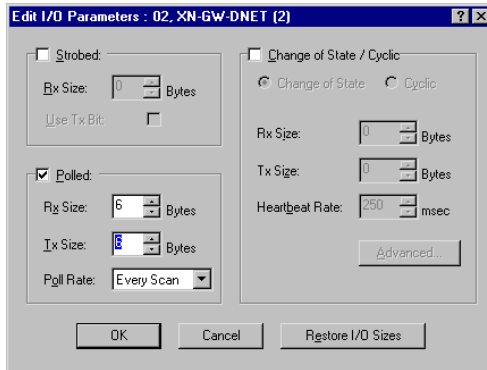 Edit I/O Parameters : 02, XN-GW-DNET (2)
Strobed:
Rx Size: 0 Bytes
Use Tx Bit:
Polled:
Rx Size: 6 Bytes
Tx Size: 6 Bytes
Poll Rate: Every Scan
Change of State / Cyclic
Change of State Cyclic
Rx Size: 0 Bytes
Tx Size: 0 Bytes
Heartbeat Rate: 250 msec
Advanced...
OK Cancel Restore I/O Sizes